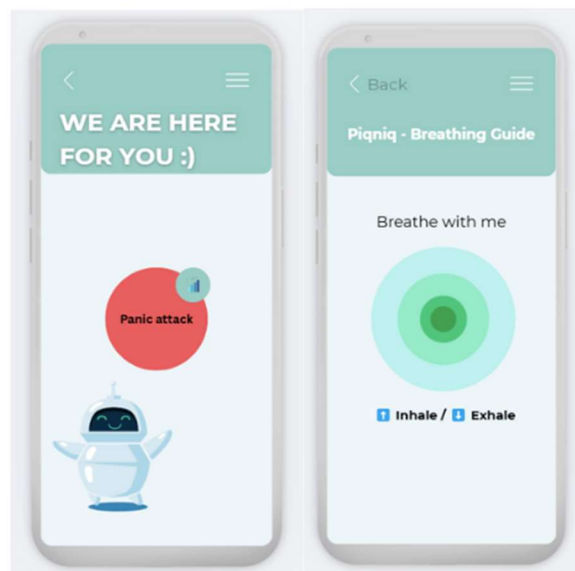 WE ARE HERE
FOR YOU :)
Panic attack
Back
Piqniq - Breathing Guide
Breathe with me
Inhale / Exhale